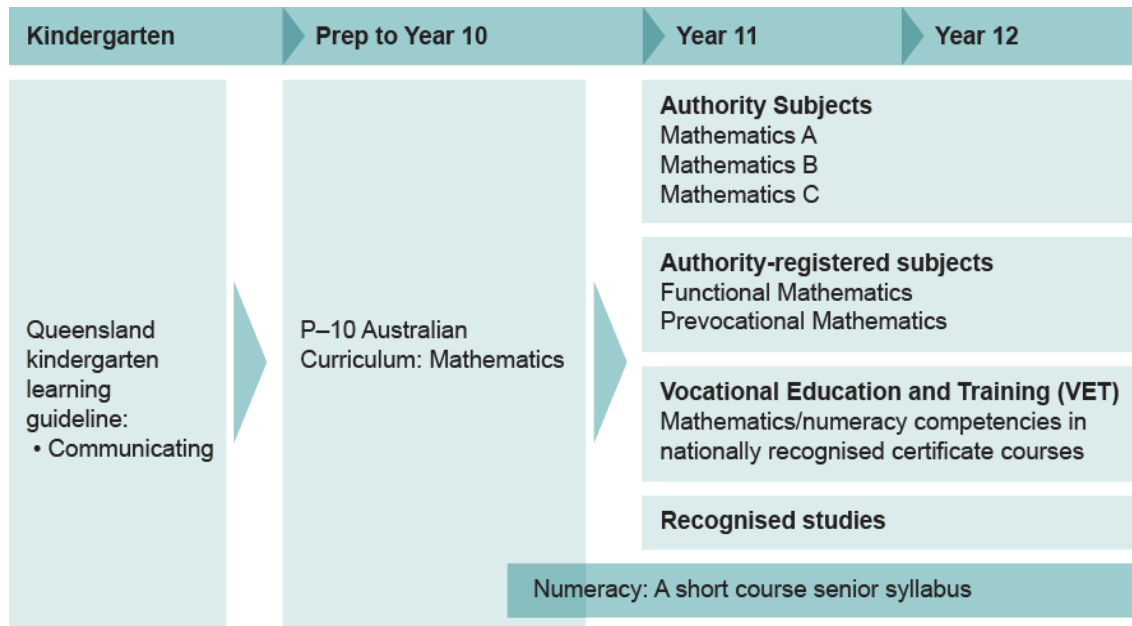 Kindergarten
Prep to Year 10
Year 11
Year 12
Queensland
kindergarten
learning
guideline:
• Communicating
P–10 Australian
Curriculum: Mathematics
Authority Subjects
Mathematics A
Mathematics B
Mathematics C
Authority-registered subjects
Functional Mathematics
Prevocational Mathematics
Vocational Education and Training (VET)
Mathematics/numeracy competencies in
nationally recognised certificate courses
Recognised studies
Numeracy: A short course senior syllabus